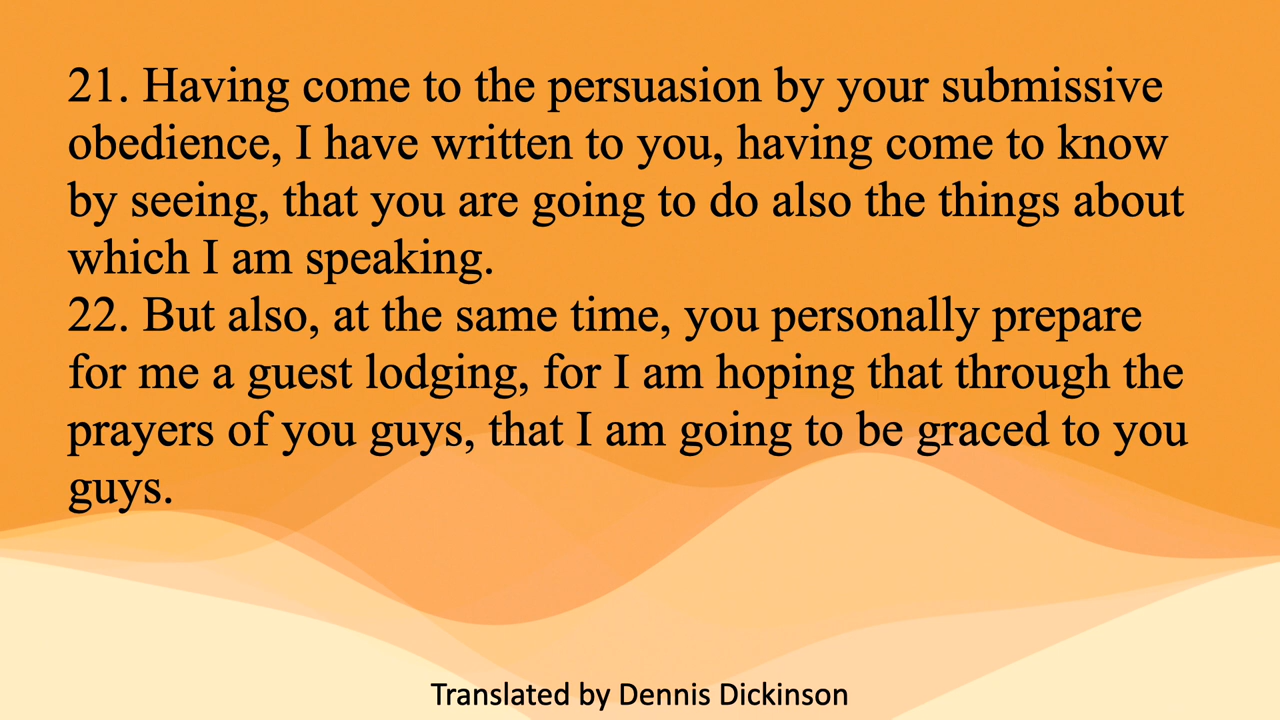 21. Having come to the persuasion by your submissive
obedience, I have written to you, having come to know
by seeing, that you are going to do also the things about
which I am speaking.
22. But also, at the same time, you personally prepare
for me a guest lodging, for I am hoping that through the
prayers of you guys, that I am going to be graced to you
guys.
Translated by Dennis Dickinson